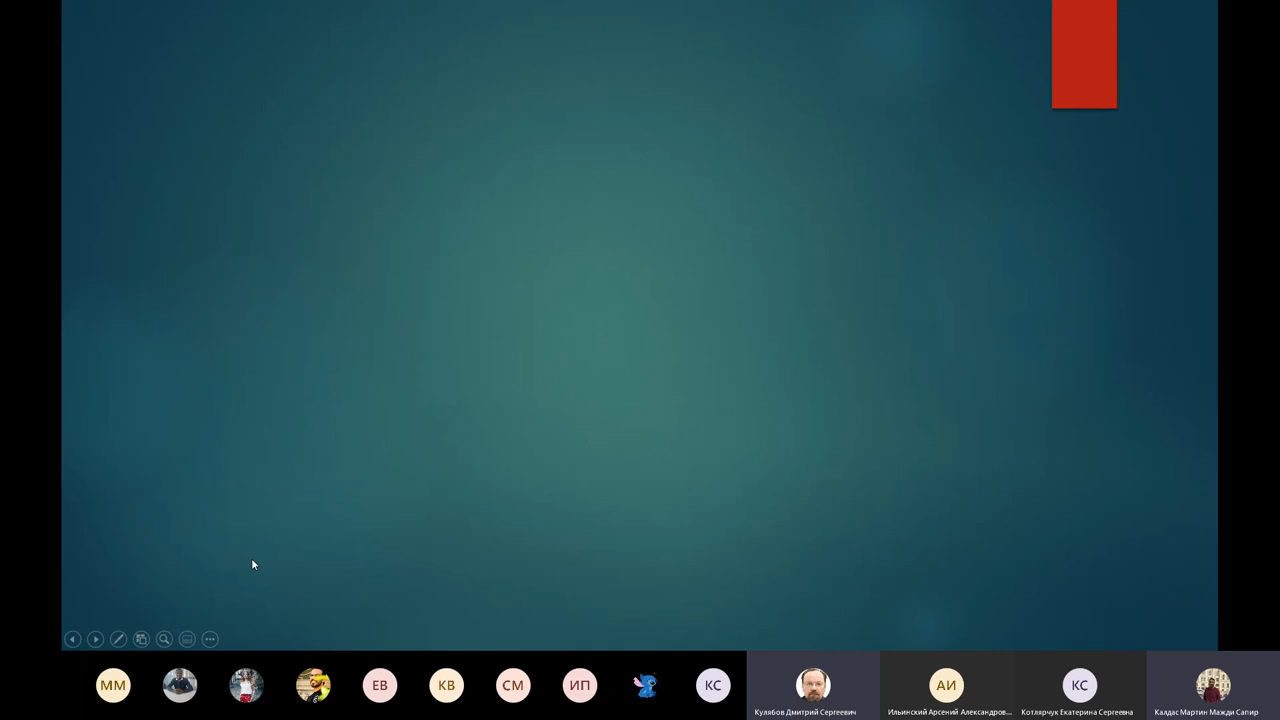 ММ
ЕВ
КВ
СМ
ИП
КС
АИ
КС
Кулябов Дмитрий Сергеевич
Ильинский Арсений Александров...
Котлярчук Екатерина Сергеевна
Калдас Мартин Мажди Сапир